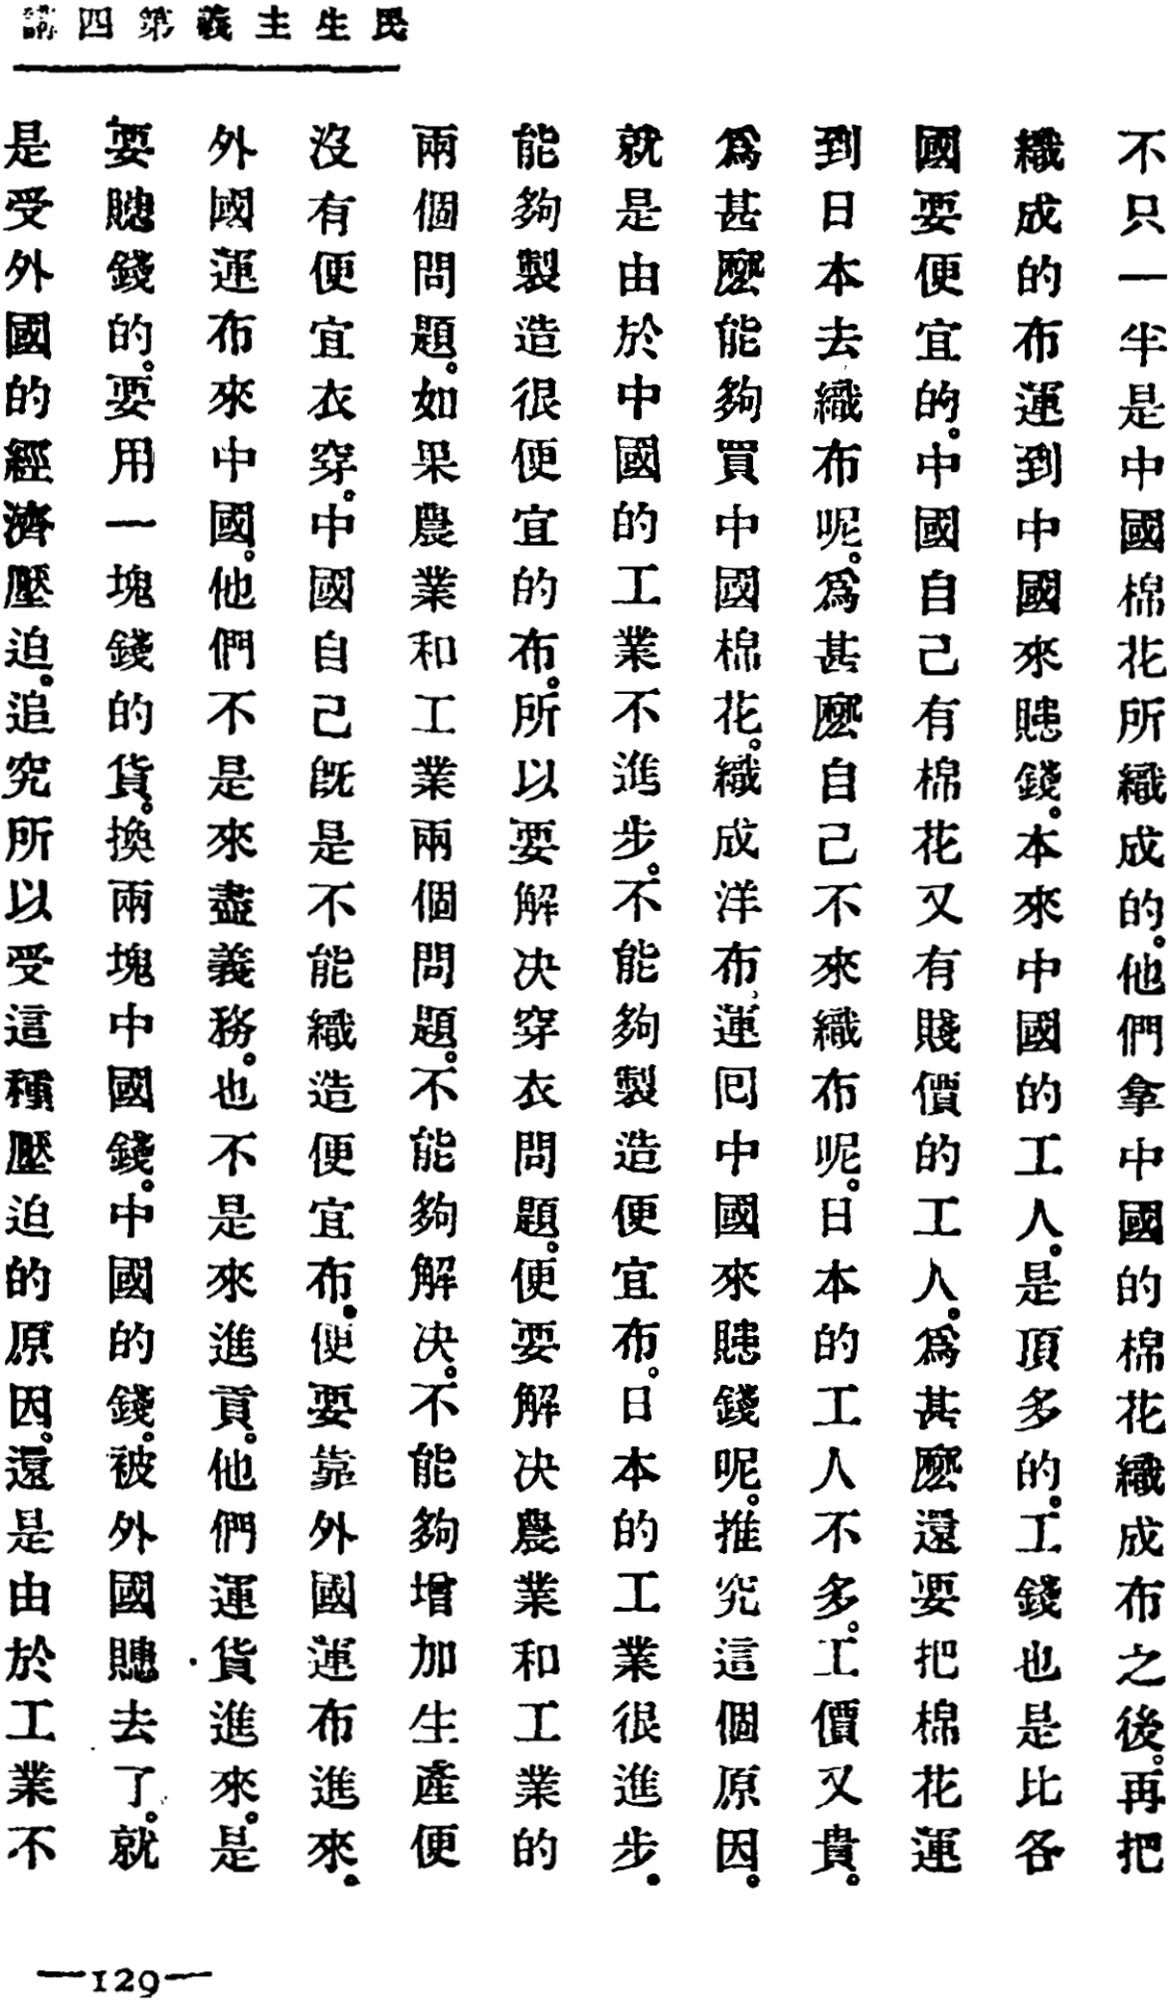 民生主義第四講
不只一半是中國棉花所織成的。他們拿中國的棉花織成布之後。再把
織成的布運到中國來賺錢。本來中國的工人。是頂多的。工錢也是比各
國要便宜的。中國自己有棉花又有賤價的工人。爲甚麼還要把棉花運
到日本去織布呢。爲甚麼自己不來織布呢。日本的工人不多。工價又貴。
爲甚麼能夠買中國棉花。織成洋布運囘中國來賺錢呢。推究這個原因。
就是由於中國的工業不進步。不能夠製造便宜布。日本的工業很進步。
能夠製造很便宜的布。所以要解决穿衣問題。便要解决農業和工業的
兩個問題。如果農業和工業兩個問題。不能夠解决。不能夠增加生產便
沒有便宜衣穿。中國自己旣是不能織造便宜布。便要靠外國運布進來。
外國運布來中國。他們不是來盡義務。也不是來進貢。他們運貨進來。是
要賺錢的。要用一塊錢的貨。換兩塊中國錢。中國的錢。被外國賺去了。就
是受外國的經濟壓迫。追究所以受這種壓迫的原因。還是由於工業不
—129—